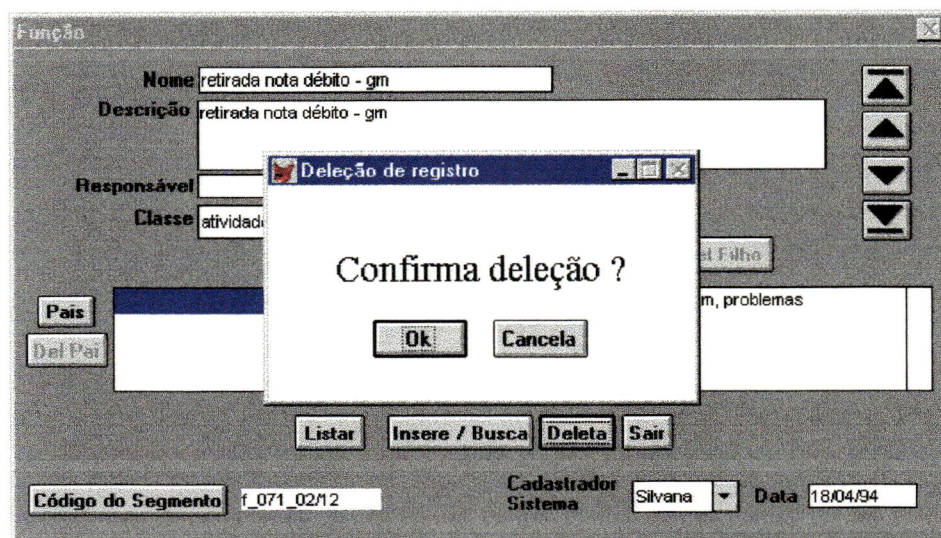 Função
Nome retirada nota débito - gm
Descrição retirada nota débito - gm
Deleção de registro
Responsável
Classe atividade
Confirma deleção ?
Ok Cancela
Filho
m, problemas
Pais
Del Pai
Listar Insere / Busca Deleta Sair
Código do Segmento f_071_02/12
Cadastrador
Sistema Silvana Data 18/04/94